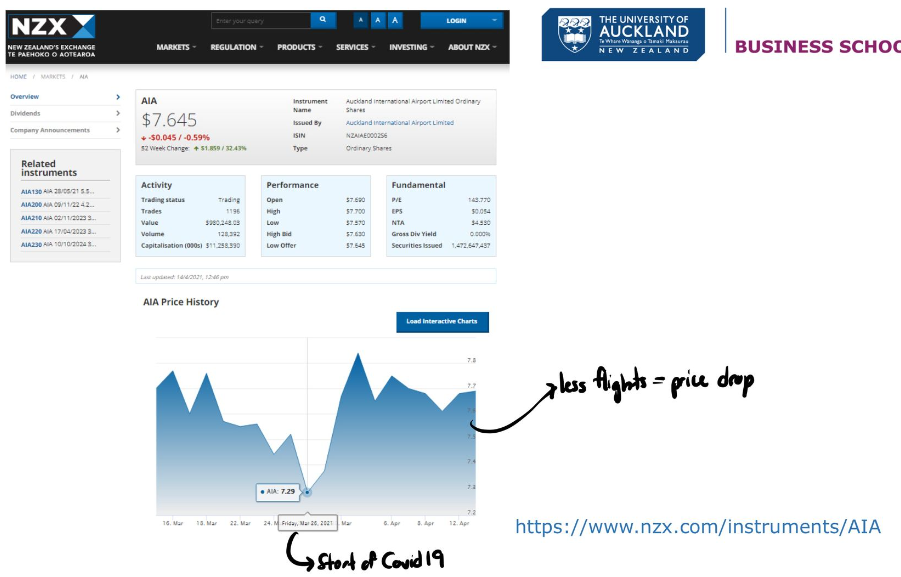 NZX
NEW ZEALAND'S EXCHANGE
TE PAEHOKO O AOTEAROA
Enter your query
A A A
LOGIN
MARKETS REGULATION PRODUCTS SERVICES INVESTING ABOUT NZX
THE UNIVERSITY OF
AUCKLAND
Te Whare Wānanga o Tāmaki Makaurau
NEW ZEALAND
BUSINESS SCHOO
HOME / MARKETS / AIA
Overview
Dividends
Company Announcements
Related
instruments
AIA130 AIA 28/05/21 5.5...
AIA200 AIA 09/11/22 4.2...
AIA210 AIA 02/11/2023 3...
AIA220 AIA 17/04/2023 3...
AIA230 AIA 10/10/2024 3...
AIA
$7.645
-$0.045 / -0.59%
52 Week Change: $1.859 / 32.43%
Instrument Name Auckland International Airport Limited Ordinary Shares
Issued By Auckland International Airport Limited
ISIN NZAIAE0002S6
Type Ordinary Shares
Activity
Trading status Trading
Trades 1196
Value $980,248.03
Volume 128,392
Capitalisation (000s) $11,258,390
Performance
Open $7.690
High $7.700
Low $7.570
High Bid $7.630
Low Offer $7.645
Fundamental
P/E 143.770
EPS $0.054
NTA $4.530
Gross Div Yield 0.000%
Securities Issued 1,472,647,437
Last updated: 14/4/2021, 12:46 pm
AIA Price History
Load Interactive Charts
7.8
7.7
7.5
7.4
7.3
7.2
AIA: 7.29
16. Mar 18. Mar 22. Mar 24. M Friday, Mar 26, 2021 . Mar 6. Apr 8. Apr 12. Apr
less flights = price drop
Start of Covid 19
https://www.nzx.com/instruments/AIA